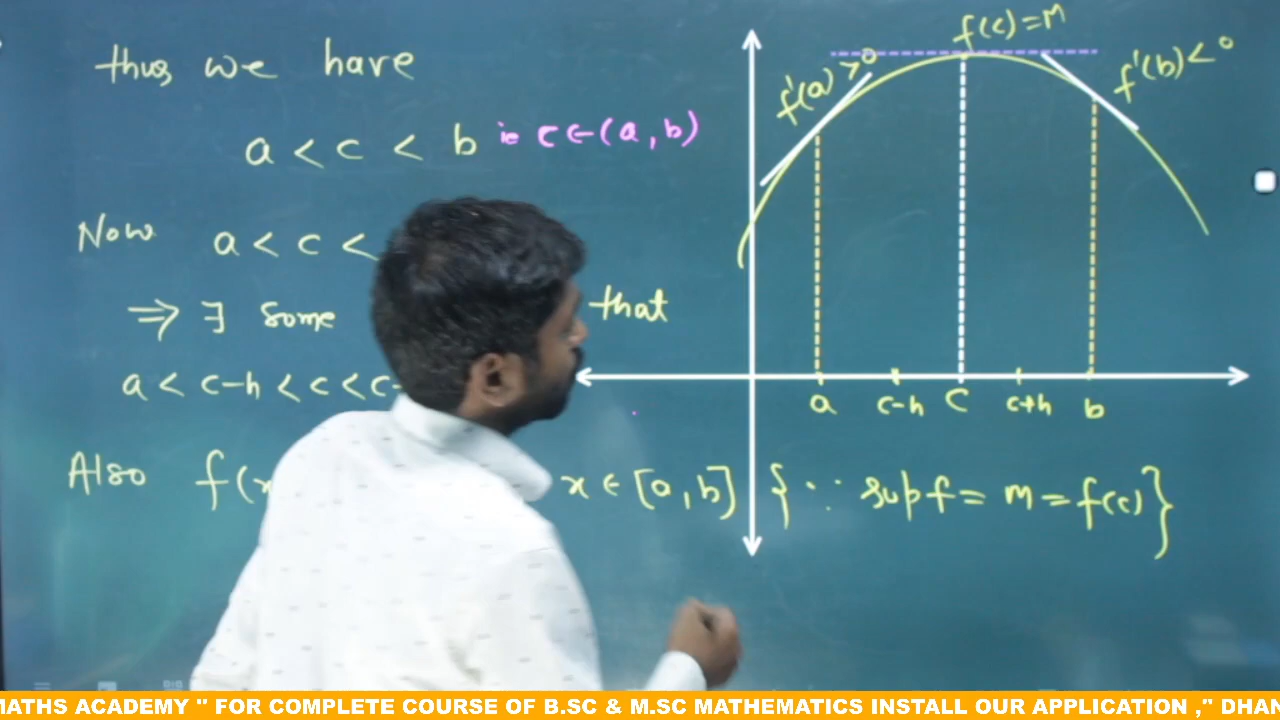 thus we have
a < c < b ie c ∈ (a, b)
Now a < c <
⇒ ∃ some that
a < c-h < c < c-
Also f(x x ∈ [a, b] { ∵ sup f = M = f(c) }
f(c) = M
f'(a) > 0
f'(b) < 0
a c-h c c+h b
MATHS ACADEMY " FOR COMPLETE COURSE OF B.SC & M.SC MATHEMATICS INSTALL OUR APPLICATION ," DHAN